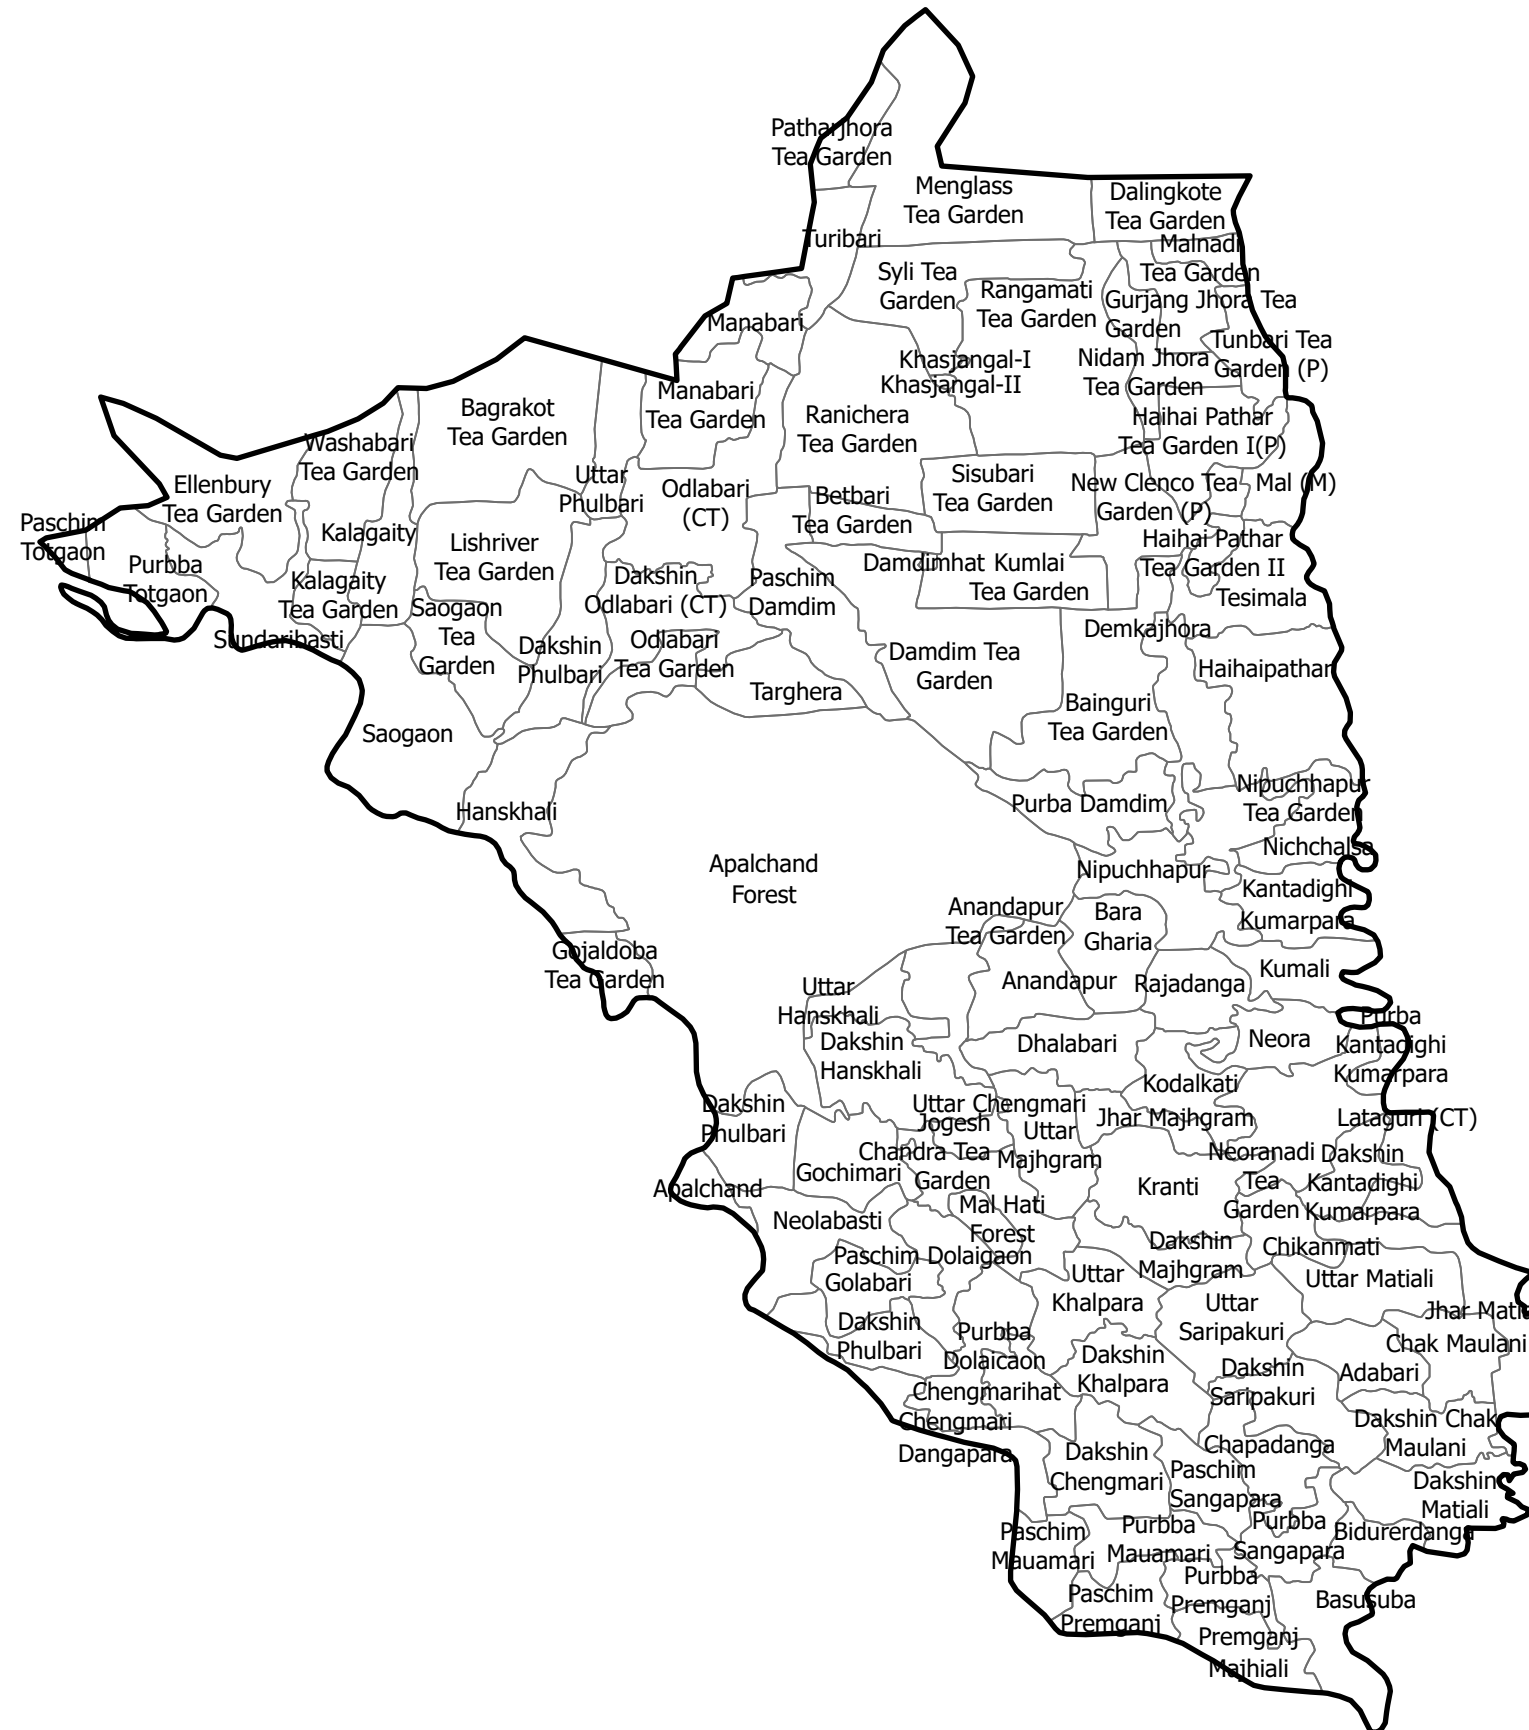 Patharjhora
Tea Garden
Menglass
Tea Garden
Dalingkote
Tea Garden
Turibari
Malnadi
Tea Garden
Syli Tea
Garden
Rangamati
Tea Garden
Gurjang Jhora Tea
Garden
Manabari
Tunbari Tea
Garden (P)
Khasjangal-I
Khasjangal-II
Nidam Jhora
Tea Garden
Manabari
Tea Garden
Bagrakot
Tea Garden
Ranichera
Tea Garden
Haihai Pathar
Tea Garden I(P)
Washabari
Tea Garden
Ellenbury
Tea Garden
Uttar
Phulbari
Odlabari
(CT)
Betbari
Tea Garden
Sisubari
Tea Garden
New Clenco Tea
Garden (P)
Mal (M)
Paschim
Totgaon
Kalagaity
Lishriver
Tea Garden
Haihai Pathar
Tea Garden II
Purbba
Totgaon
Kalagaity
Tea Garden
Dakshin
Odlabari (CT)
Paschim
Damdim
Damdimhat
Kumlai
Tea Garden
Tesimala
Saogaon
Tea
Garden
Demkajhora
Sundaribasti
Dakshin
Phulbari
Odlabari
Tea Garden
Damdim Tea
Garden
Haihaipathar
Targhera
Bainguri
Tea Garden
Saogaon
Hanskhali
Purba Damdim
Nipuchhapur
Tea Garden
Nichchalsa
Apalchand
Forest
Nipuchhapur
Kantadighi
Kumarpara
Anandapur
Tea Garden
Bara
Gharia
Gojaldoba
Tea Garden
Anandapur
Rajadanga
Kumali
Uttar
Hanskhali
Dakshin
Hanskhali
Dhalabari
Neora
Purba
Kantadighi
Kumarpara
Kodalkati
Dakshin
Phulbari
Uttar Chengmari
Jhar Majhgram
Lataguri (CT)
Jogesh
Chandra Tea
Garden
Uttar
Majhgram
Neoranadi
Tea
Garden
Dakshin
Kantadighi
Kumarpara
Gochimari
Kranti
Apalchand
Neolabasti
Mal Hati
Forest
Paschim Dolaigaon
Golabari
Dakshin
Majhgram
Chikanmati
Uttar Matiali
Uttar
Khalpara
Uttar
Saripakuri
Jhar Mati
Chak Maulani
Dakshin
Phulbari
Purbba
Dolaicaon
Dakshin
Khalpara
Dakshin
Saripakuri
Adabari
Chengmarihat
Chengmari
Dangapara
Dakshin Chak
Maulani
Chapadanga
Dakshin
Chengmari
Paschim
Sangapara
Dakshin
Matiali
Paschim
Mauamari
Purbba
Mauamari
Purbba
Sangapara
Bidurerdanga
Paschim
Premganj
Purbba
Premganj
Basusuba
Premganj
Majhiali